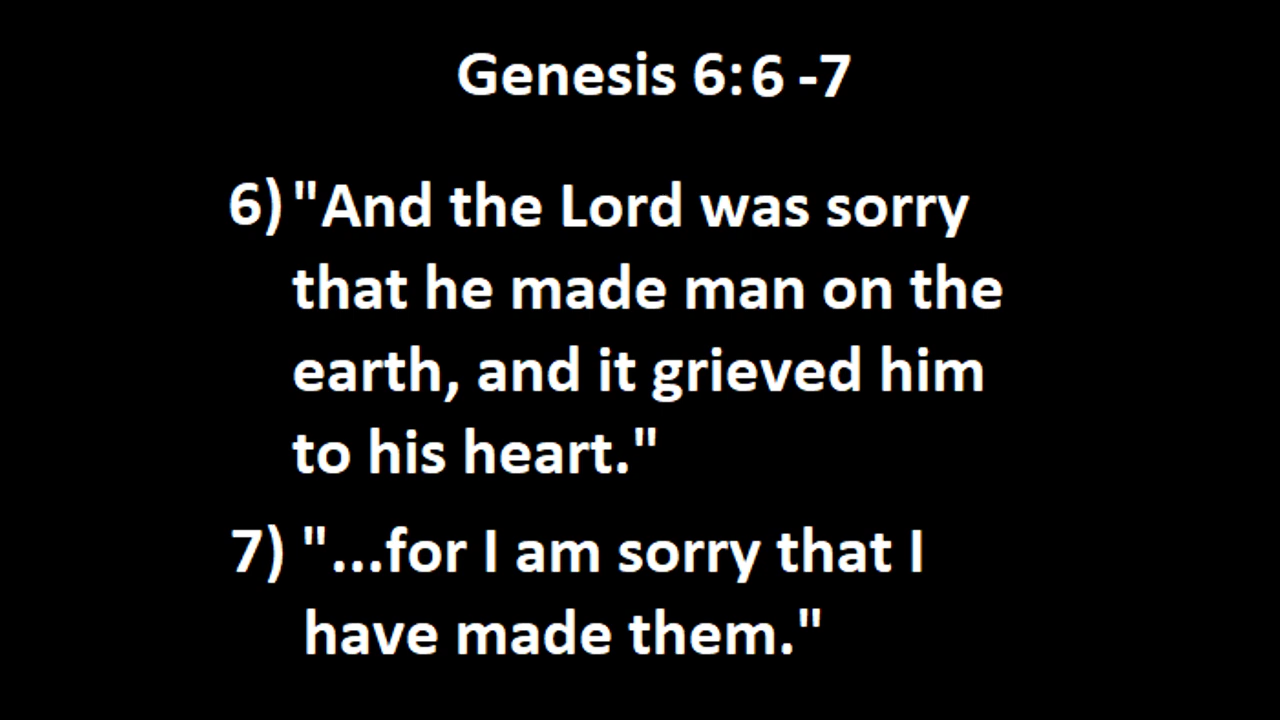 Genesis 6:6 -7
6) "And the Lord was sorry
that he made man on the
earth, and it grieved him
to his heart."
7) "...for I am sorry that I
have made them."